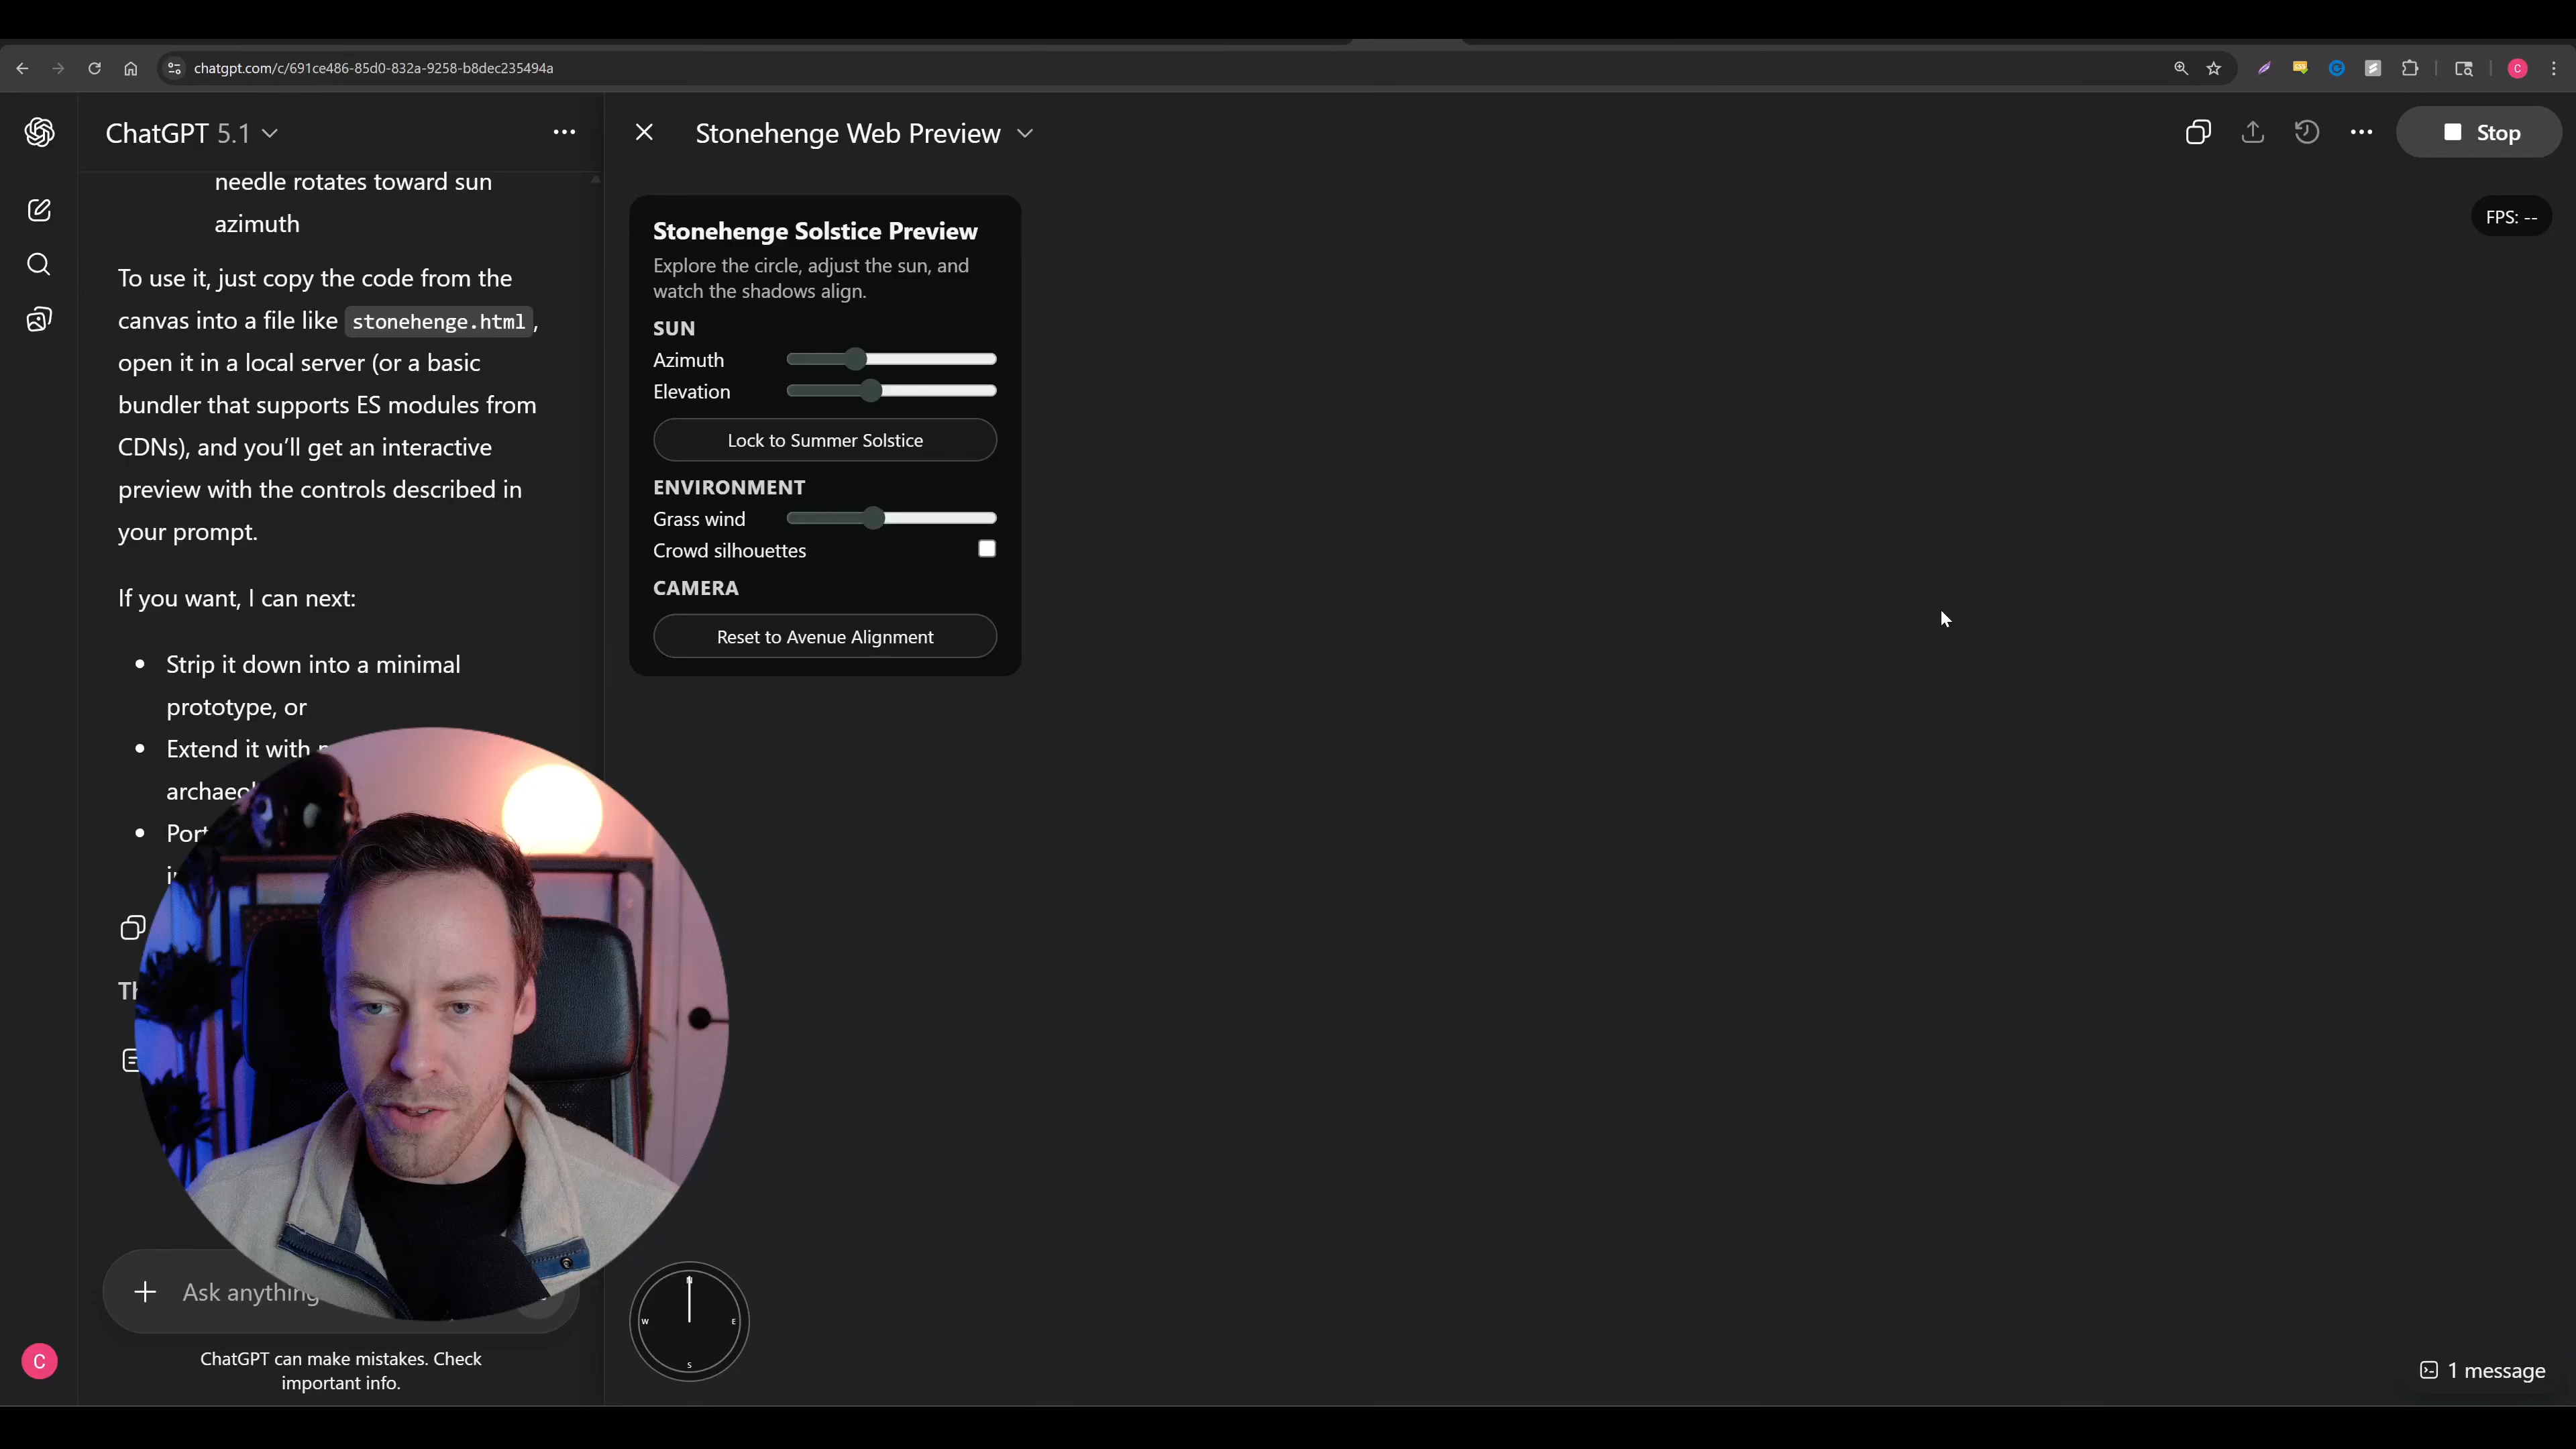 chatgpt.com/c/691ce486-85d0-832a-9258-b8dec235494a
C
ChatGPT 5.1
needle rotates toward sun
azimuth
To use it, just copy the code from the
canvas into a file like stonehenge.html,
open it in a local server (or a basic
bundler that supports ES modules from
CDNs), and you’ll get an interactive
preview with the controls described in
your prompt.
If you want, I can next:
• Strip it down into a minimal
prototype, or
• Extend it with
• Port
Ask anything
C
ChatGPT can make mistakes. Check
important info.
Stonehenge Web Preview
Stop
FPS: --
Stonehenge Solstice Preview
Explore the circle, adjust the sun, and
watch the shadows align.
SUN
Azimuth
Elevation
Lock to Summer Solstice
ENVIRONMENT
Grass wind
Crowd silhouettes
CAMERA
Reset to Avenue Alignment
N
W
E
S
1 message